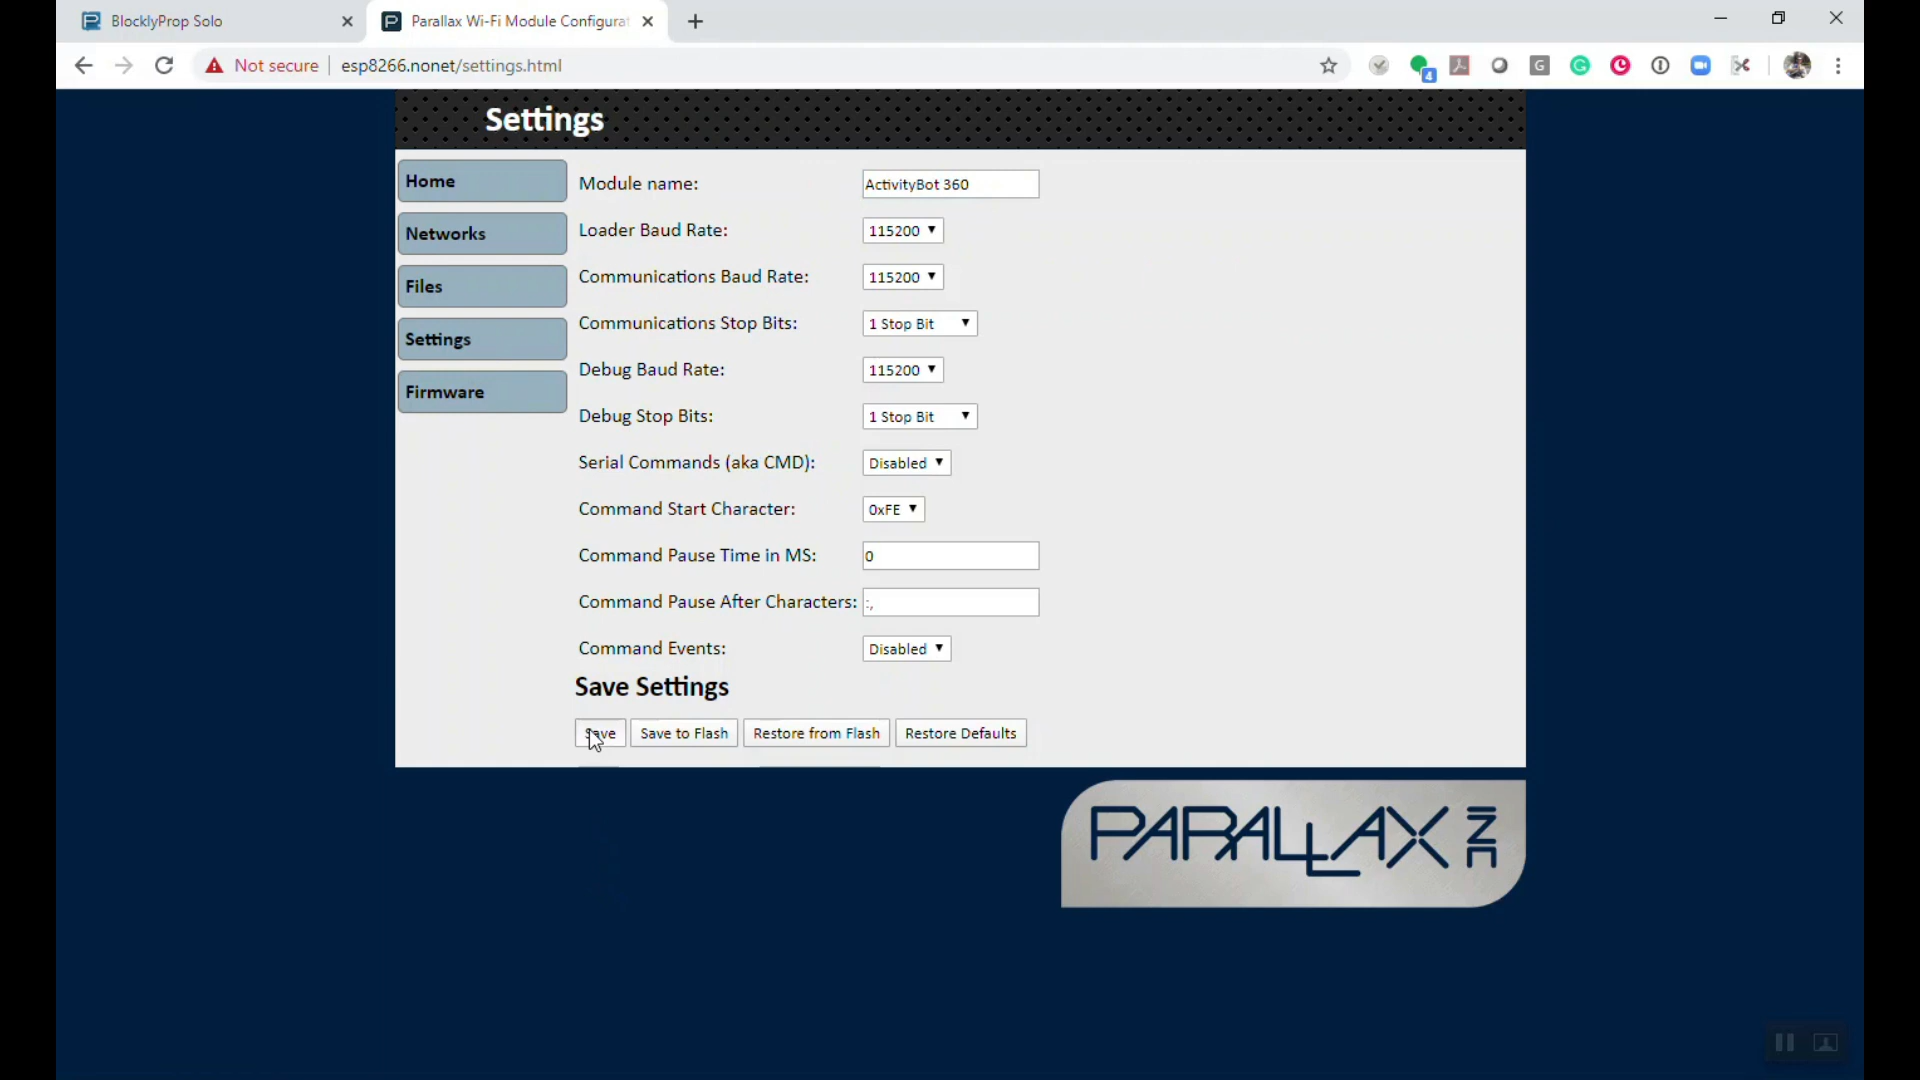 BlocklyProp Solo
Parallax Wi-Fi Module Configurat
Not secure
esp8266.nonet/settings.html
4
Settings
Home
Networks
Files
Settings
Firmware
Module name: ActivityBot 360
Loader Baud Rate: 115200
Communications Baud Rate: 115200
Communications Stop Bits: 1 Stop Bit
Debug Baud Rate: 115200
Debug Stop Bits: 1 Stop Bit
Serial Commands (aka CMD): Disabled
Command Start Character: 0xFE
Command Pause Time in MS: 0
Command Pause After Characters: :,
Command Events: Disabled
Save Settings
Save Save to Flash Restore from Flash Restore Defaults
PARALLAX INC